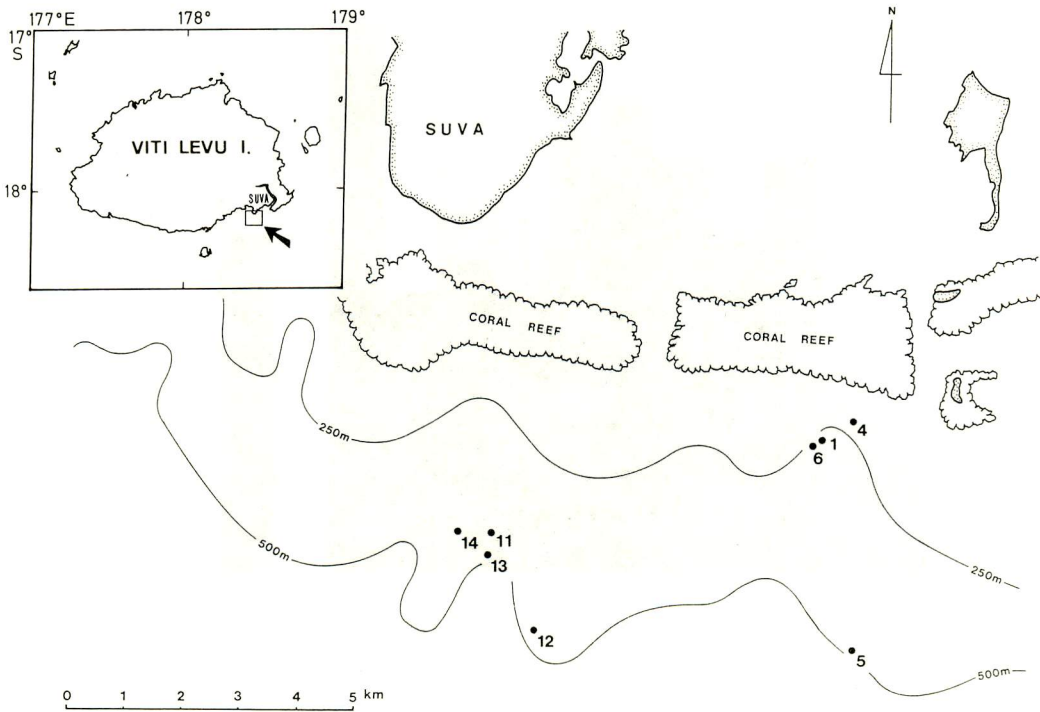 177°E 178° 179°
17°
S
VITI LEVU I.
18°
SUVA
SUVA
N
CORAL REEF
CORAL REEF
250m
4
1
6
14
11
13
500m
250m
12
5
500m
0 1 2 3 4 5 km